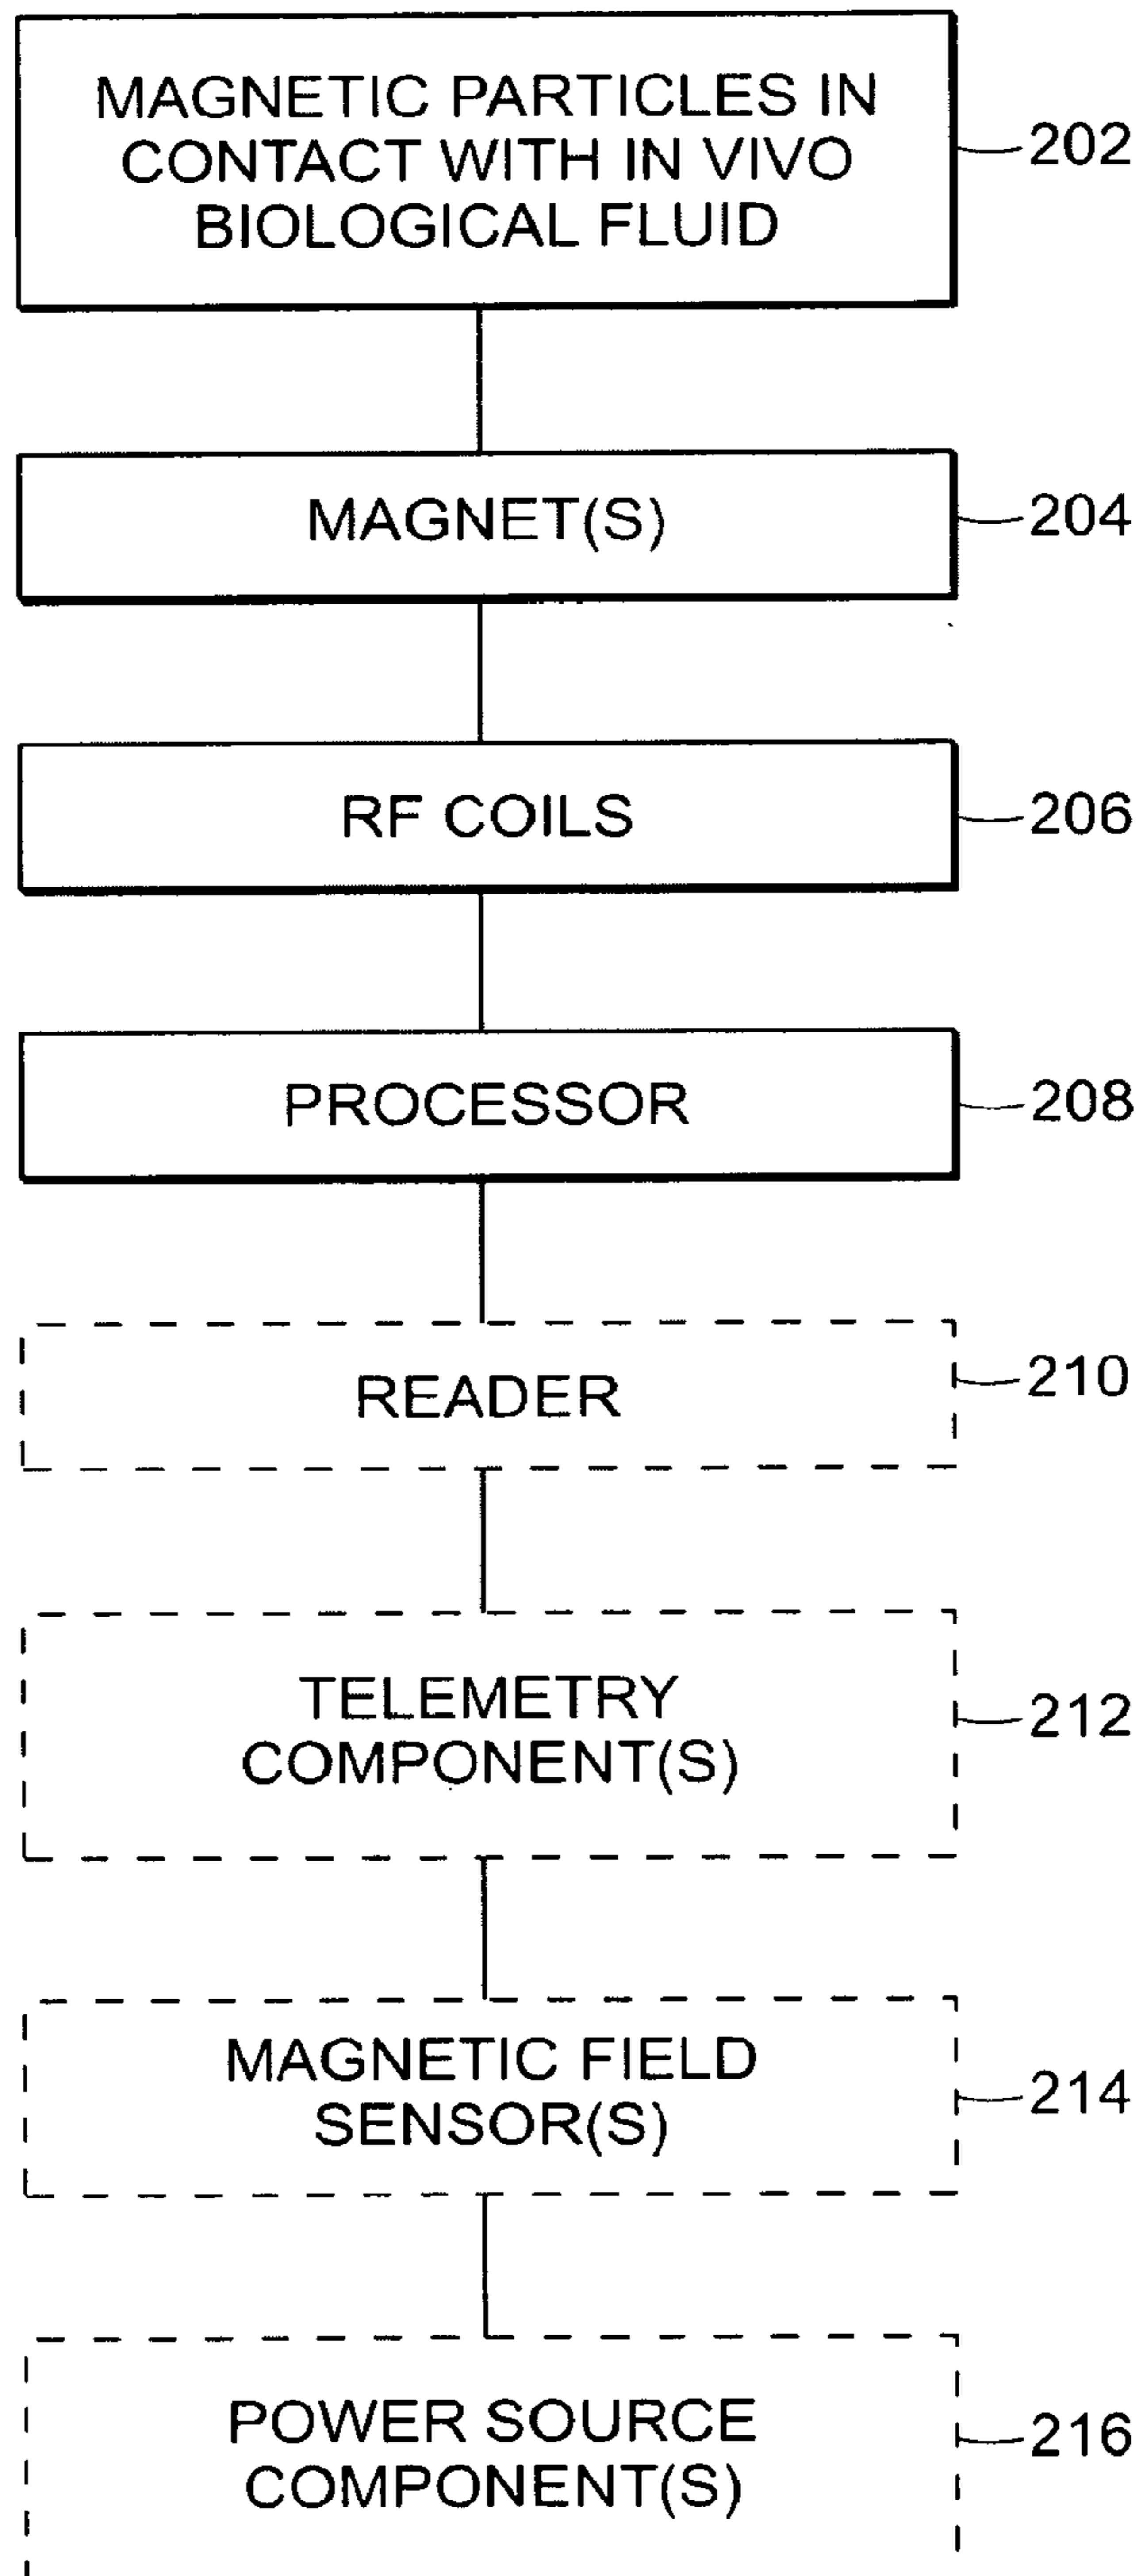 MAGNETIC PARTICLES IN
CONTACT WITH IN VIVO
BIOLOGICAL FLUID
202
MAGNET(S)
204
RF COILS
206
PROCESSOR
208
READER
210
TELEMETRY
COMPONENT(S)
212
MAGNETIC FIELD
SENSOR(S)
214
POWER SOURCE
COMPONENT(S)
216